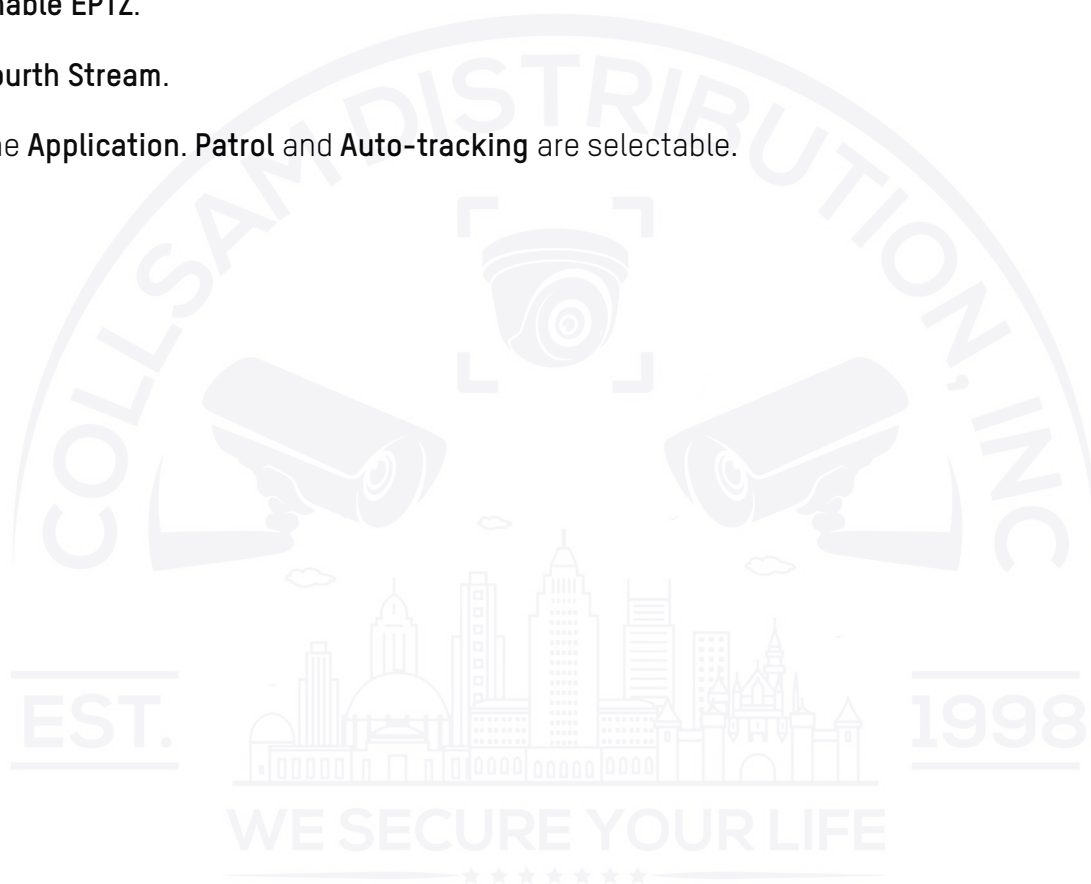 nable EPTZ.
ourth Stream.
ne Application. Patrol and Auto-tracking are selectable.
COLLSAM DISTRIBUTION, INC
EST.
1998
WE SECURE YOUR LIFE